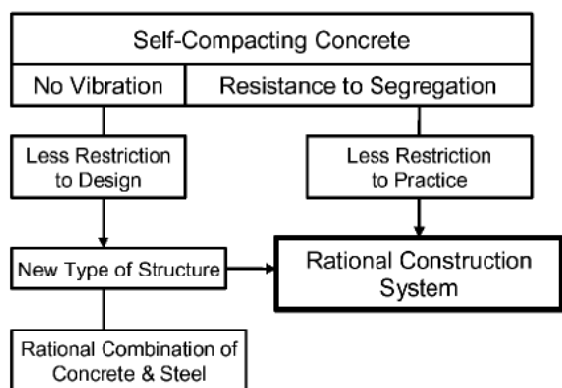 Self-Compacting Concrete
No Vibration
Resistance to Segregation
Less Restriction
to Design
Less Restriction
to Practice
New Type of Structure
Rational Construction
System
Rational Combination of
Concrete & Steel